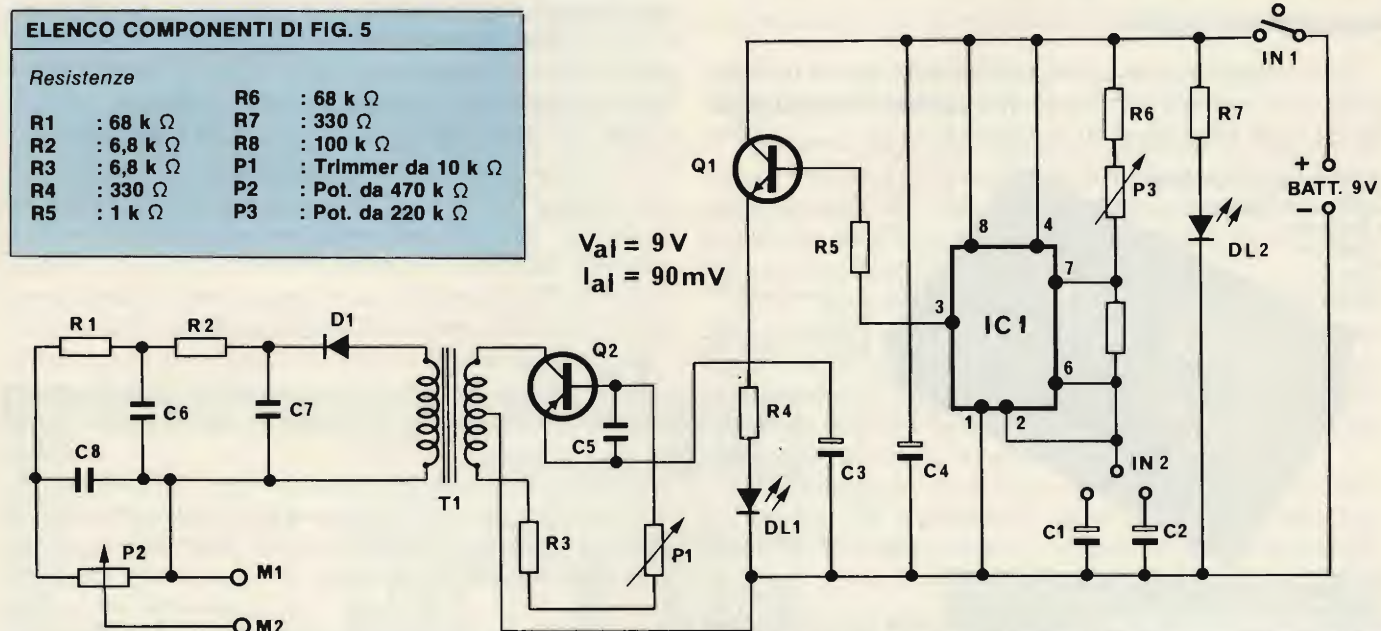 ELENCO COMPONENTI DI FIG. 5
Resistenze
R1 : 68 k Ω
R2 : 6,8 k Ω
R3 : 6,8 k Ω
R4 : 330 Ω
R5 : 1 k Ω
R6 : 68 k Ω
R7 : 330 Ω
R8 : 100 k Ω
P1 : Trimmer da 10 k Ω
P2 : Pot. da 470 k Ω
P3 : Pot. da 220 k Ω
Val = 9V
Ial = 90mV
IN 1
R6
R7
Q1
P3
+
BATT. 9V
-
R5
8
4
DL2
7
3
IC1
R1
R2
D1
Q2
6
C6
C7
R4
1
2
C5
C8
IN 2
C3
C4
T1
DL1
C1
C2
R3
P1
P2
M1
M2